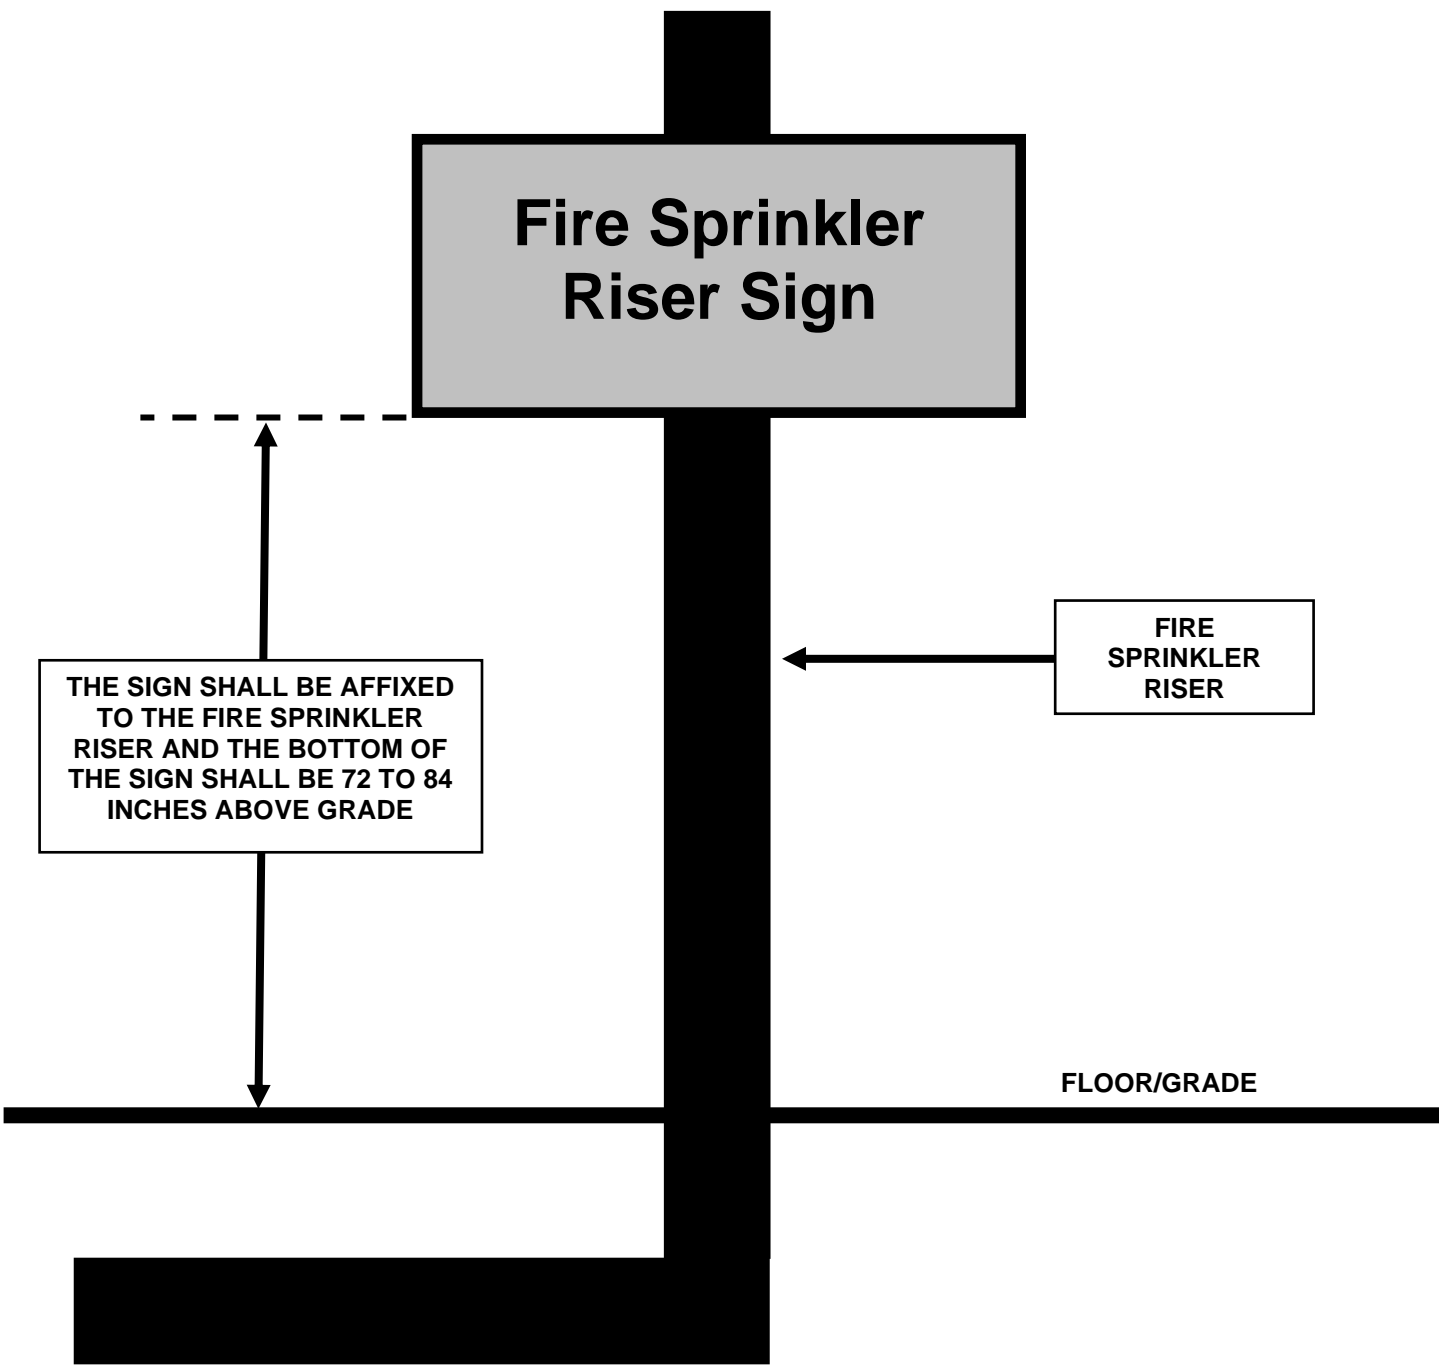 Fire Sprinkler
Riser Sign
FIRE
SPRINKLER
RISER
THE SIGN SHALL BE AFFIXED
TO THE FIRE SPRINKLER
RISER AND THE BOTTOM OF
THE SIGN SHALL BE 72 TO 84
INCHES ABOVE GRADE
FLOOR/GRADE